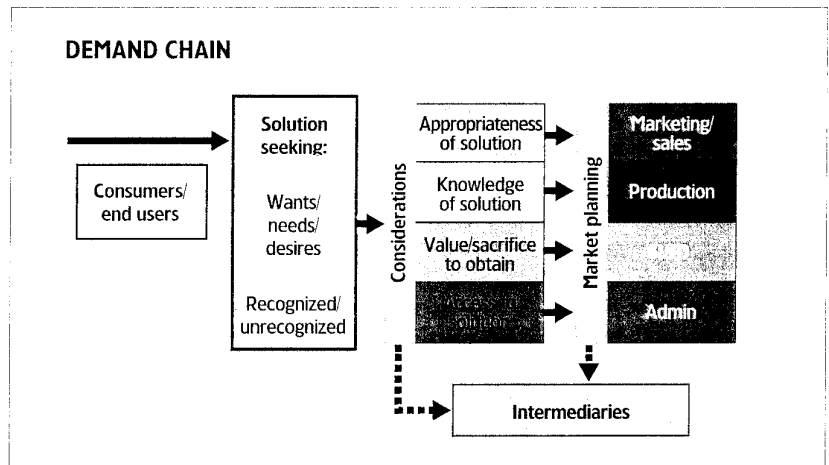 DEMAND CHAIN
Consumers/
end users
Solution
seeking:
Wants/
needs/
desires
Recognized/
unrecognized
Considerations
Appropriateness
of solution
Knowledge
of solution
Value/sacrifice
to obtain
Market planning
Marketing/
sales
Production
Admin
Intermediaries